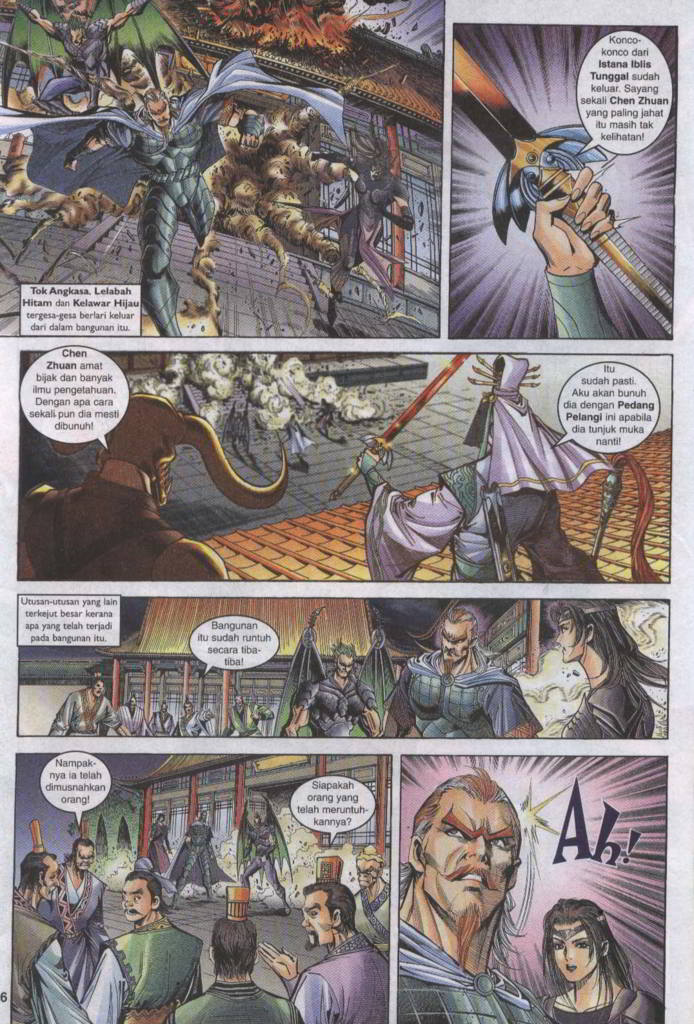 Tok Angkasa, Lelabah
Hitam dan Kelawar Hijau
tergesa-gesa berlari keluar
dari dalam bangunan itu.
Konco-
konco dari
Istana Iblis
Tunggal sudah
keluar. Sayang
sekali Chen Zhuan
yang paling jahat
itu masih tak
kelihatan!
Chen
Zhuan amat
bijak dan banyak
ilmu pengetahuan.
Dengan apa cara
sekali pun dia mesti
dibunuh!
Itu
sudah pasti.
Aku akan bunuh
dia dengan Pedang
Pelangi ini apabila
dia tunjuk muka
nanti!
Utusan-utusan yang lain
terkejut besar kerana
apa yang telah terjadi
pada bangunan itu.
Bangunan
itu sudah runtuh
secara tiba-
tiba!
Nampak-
nya ia telah
dimusnahkan
orang!
Siapakah
orang yang
telah meruntuh-
kannya?
Ah!
6